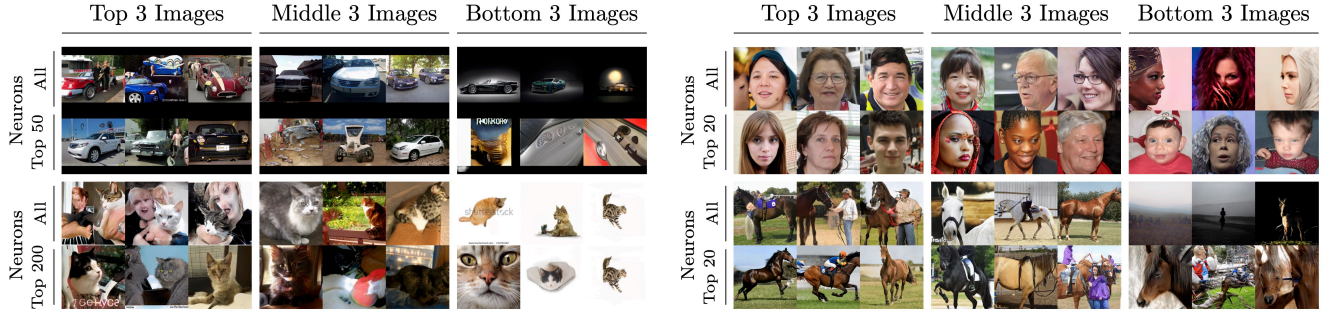 Top 3 Images Middle 3 Images Bottom 3 Images
Neurons
All
Top 50
Neurons
All
Top 200
shutterstock
Top 3 Images Middle 3 Images Bottom 3 Images
Neurons
All
Top 20
Neurons
All
Top 20